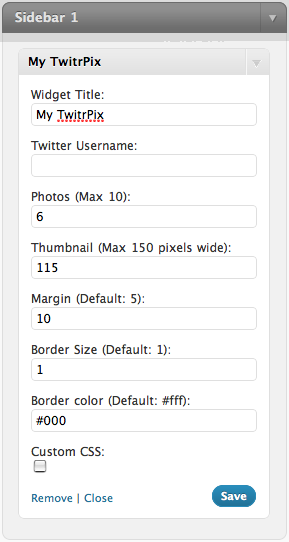 Sidebar 1
My TwitrPix
Widget Title:
My TwitrPix
Twitter Username:
Photos (Max 10):
6
Thumbnail (Max 150 pixels wide):
115
Margin (Default: 5):
10
Border Size (Default: 1):
1
Border color (Default: #fff):
#000
Custom CSS:
Remove | Close Save